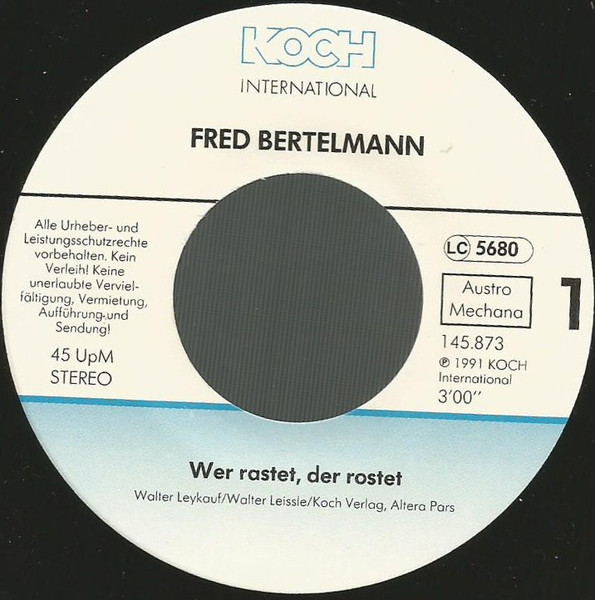 KOCH
INTERNATIONAL
FRED BERTELMANN
Alle Urheber- und
Leistungsschutzrechte
vorbehalten. Kein
Verleih! Keine
unerlaubte Verviel-
fältigung, Vermietung,
Aufführung und
Sendung!
45 UpM
STEREO
LC 5680
Austro
Mechana
1
145.873
℗ 1991 KOCH
International
3'00"
Wer rastet, der rostet
Walter Leykauf/Walter Leissle/Koch Verlag, Altera Pars